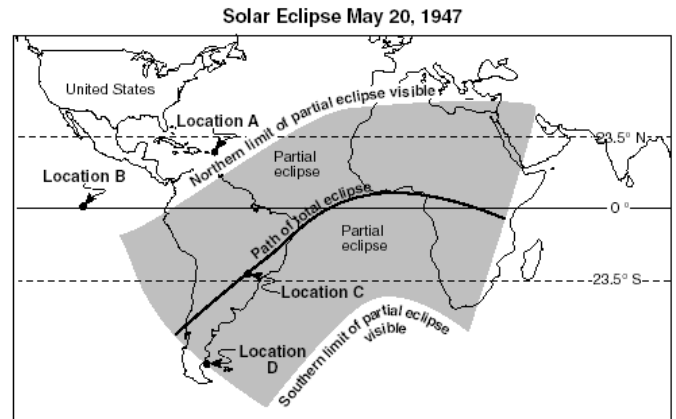 Solar Eclipse May 20, 1947
United States
Location A
Northern limit of partial eclipse visible
23.5° N
Partial
eclipse
Location B
Path of total eclipse
0°
Partial
eclipse
23.5° S
Location C
Location
D
Southern limit of partial eclipse
visible